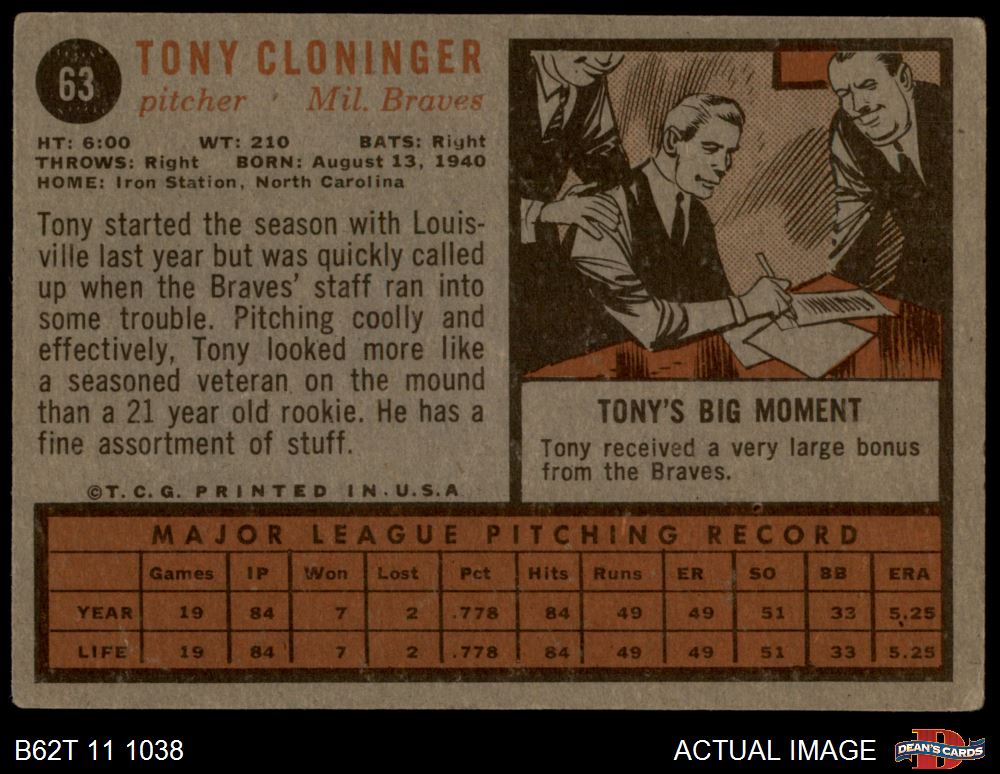 63
TONY CLONINGER
pitcher · Mil. Braves
HT: 6:00 WT: 210 BATS: Right
THROWS: Right BORN: August 13, 1940
HOME: Iron Station, North Carolina
Tony started the season with Louis-
ville last year but was quickly called
up when the Braves' staff ran into
some trouble. Pitching coolly and
effectively, Tony looked more like
a seasoned veteran on the mound
than a 21 year old rookie. He has a
fine assortment of stuff.
©T.C.G. PRINTED IN U.S.A
TONY'S BIG MOMENT
Tony received a very large bonus
from the Braves.
MAJOR LEAGUE PITCHING RECORD
Games IP Won Lost Pct Hits Runs ER SO BB ERA
YEAR 19 84 7 2 .778 84 49 49 51 33 5.25
LIFE 19 84 7 2 .778 84 49 49 51 33 5.25
B62T 11 1038
ACTUAL IMAGE
D
DEAN'S CARDS